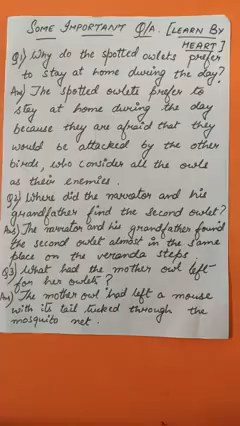 SOME IMPORTANT Q/A. [LEARN BY
HEART]
Q1) Why do the spotted owlets prefer
to stay at home during the day?
Ans) The spotted owlets prefer to
stay at home during the day
because they are afraid that they
would be attacked by the other
birds, who consider all the owls
as their enemies.
Q2) Where did the narrator and his
grandfather find the second owlet?
Ans) The narrator and his grandfather found
the second owlet almost in the same
place on the veranda steps.
Q3) What had the mother owl left
for her owlets?
Ans) The mother owl had left a mouse
with its tail tucked through the
mosquito net.